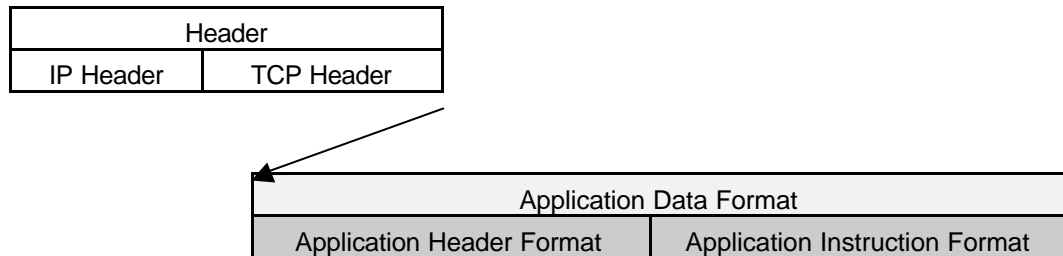 Header
IP Header TCP Header
Application Data Format
Application Header Format Application Instruction Format